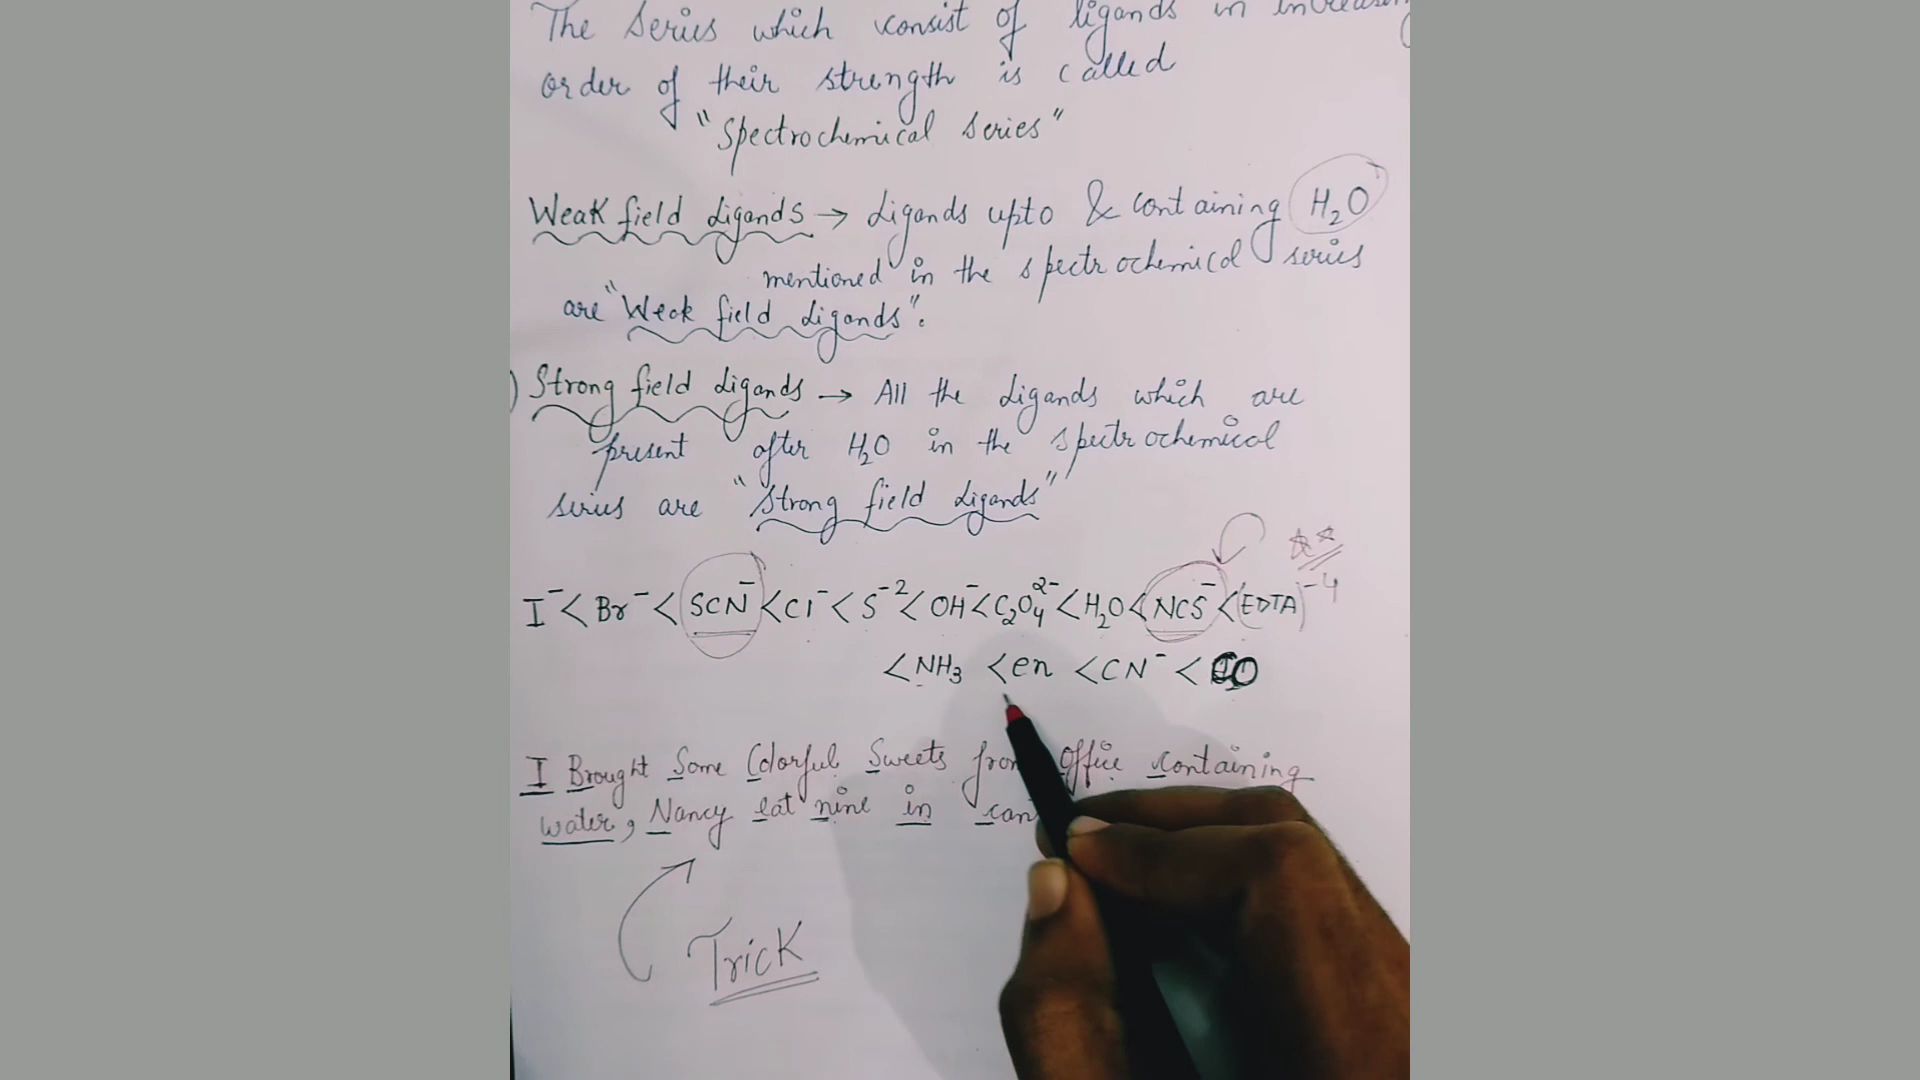 The series which consist of ligands in increasing
order of their strength is called
"Spectrochemical series"
Weak field Ligands → Ligands upto & containing H2O
mentioned in the spectrochemical series
are "Weak field Ligands".
) Strong field Ligands → All the Ligands which are
present after H2O in the spectrochemical
series are "Strong field Ligands"
I⁻ < Br⁻ < SCN⁻ < Cl⁻ < S⁻² < OH⁻ < C2O4²⁻ < H2O < NCS⁻ < (EDTA)⁻⁴
< NH3 < en < CN⁻ < CO
I Brought Some Colorful Sweets from Office containing
water, Nancy eat nine in
Trick